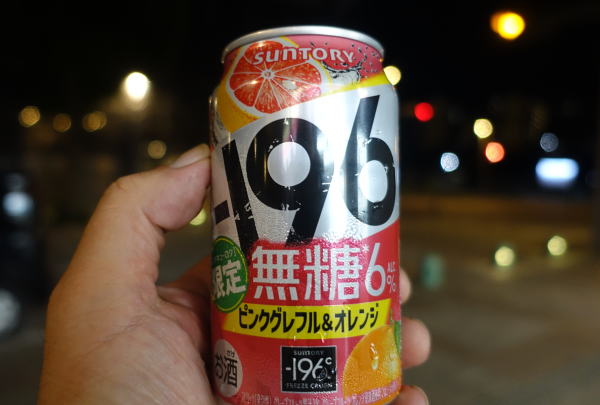 SUNTORY
-196
限定
無糖 6 ALC. %
ピンクグレフル&オレンジ
お酒
SUNTORY
-196℃
FREEZE CRUSH